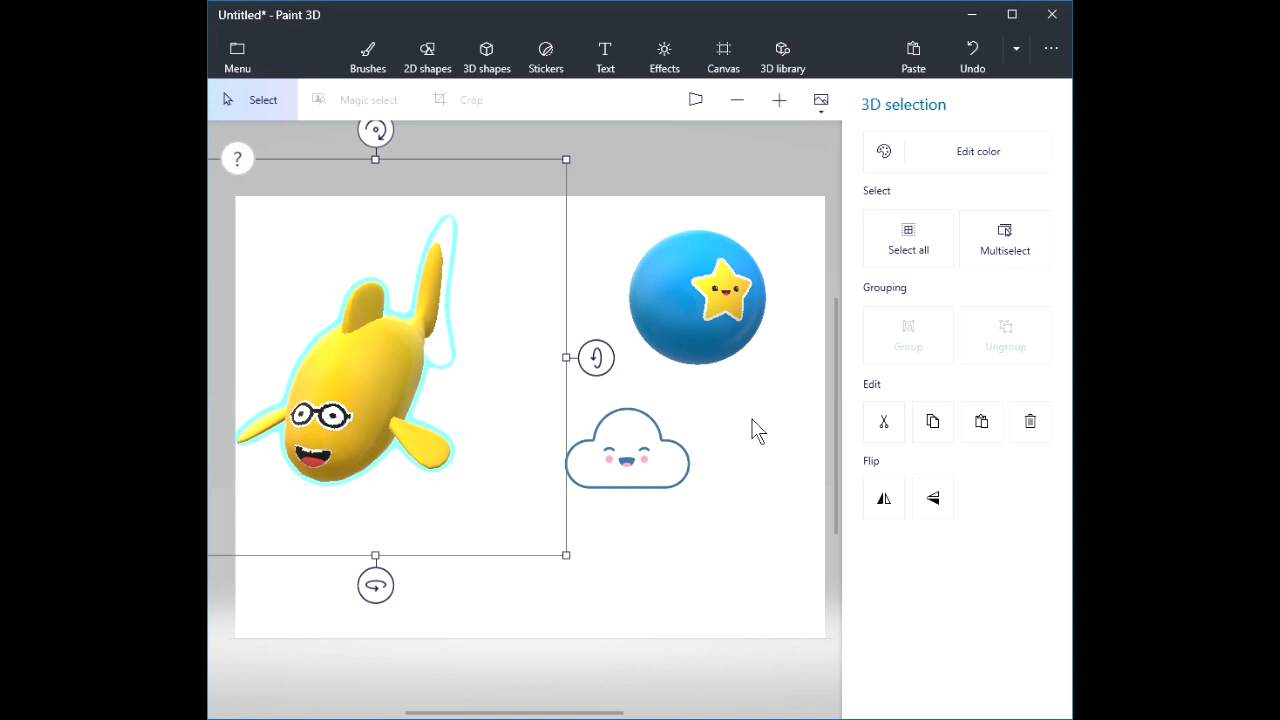 Untitled* - Paint 3D
Menu
Brushes
2D shapes
3D shapes
Stickers
Text
Effects
Canvas
3D library
Paste
Undo
Select
Magic select
Crop
3D selection
?
Edit color
Select
Select all
Multiselect
Grouping
Group
Ungroup
Edit
Flip